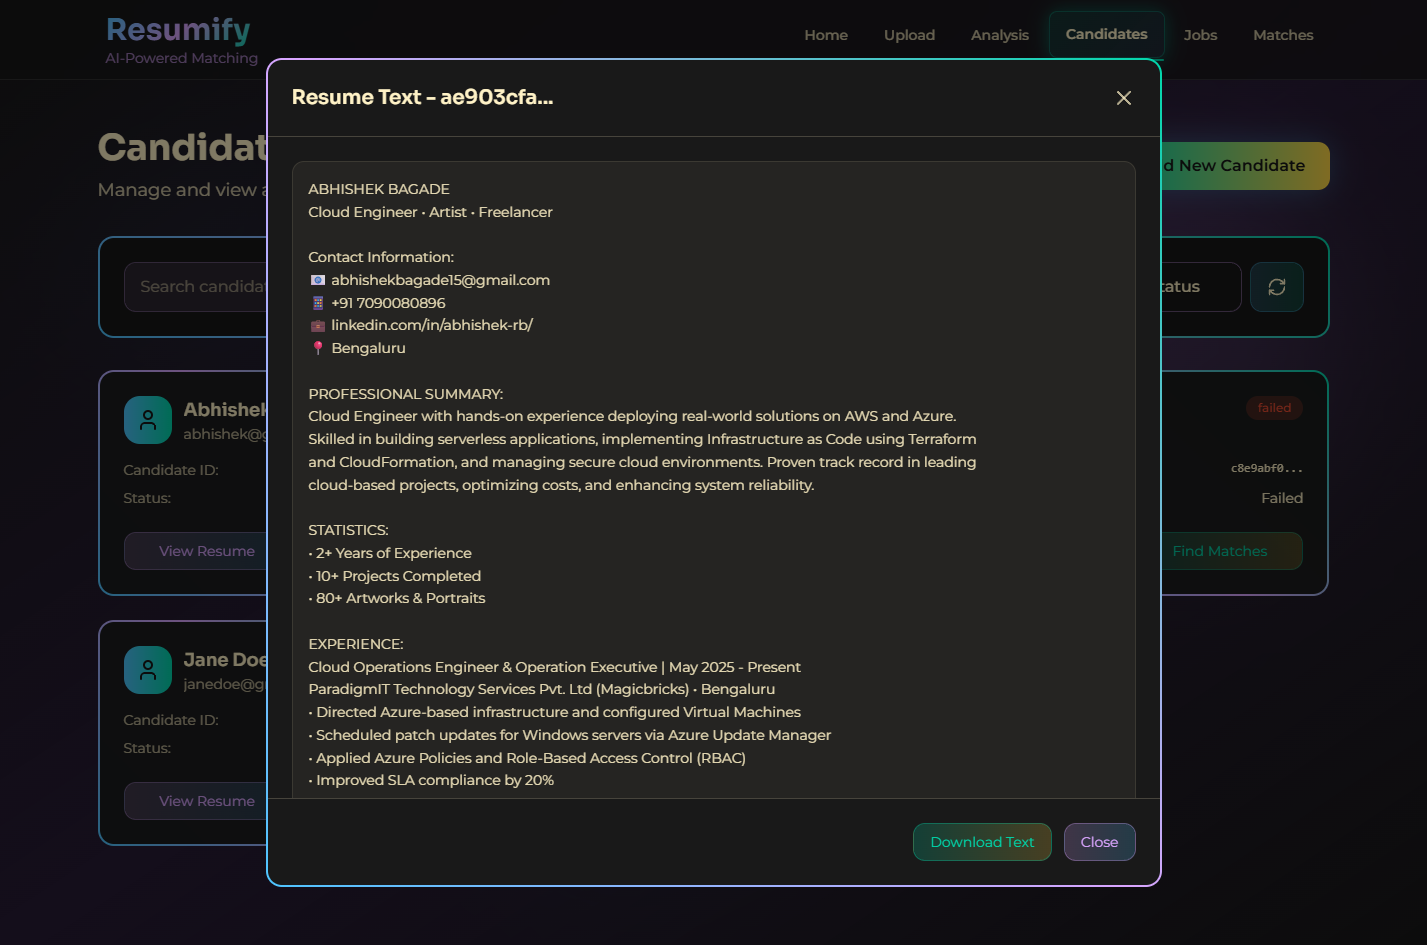 Resumify
AI-Powered Matching
Home
Upload
Analysis
Candidates
Jobs
Matches
Resume Text - ae903cfa...
Manage and view
New Candidate
Search
ABHISHEK BAGADE
Cloud Engineer • Artist • Freelancer
Contact Information:
abhishekbagade15@gmail.com
+91 7090080896
linkedin.com/in/abhishek-rb/
Bengaluru
PROFESSIONAL SUMMARY:
Cloud Engineer with hands-on experience deploying real-world solutions on AWS and Azure.
Skilled in building serverless applications, implementing Infrastructure as Code using Terraform
and CloudFormation, and managing secure cloud environments. Proven track record in leading
cloud-based projects, optimizing costs, and enhancing system reliability.
STATISTICS:
• 2+ Years of Experience
• 10+ Projects Completed
• 80+ Artworks & Portraits
EXPERIENCE:
Cloud Operations Engineer & Operation Executive | May 2025 - Present
ParadigmIT Technology Services Pvt. Ltd (Magicbricks) • Bengaluru
• Directed Azure-based infrastructure and configured Virtual Machines
• Scheduled patch updates for Windows servers via Azure Update Manager
• Applied Azure Policies and Role-Based Access Control (RBAC)
• Improved SLA compliance by 20%
Download Text
Close
Abhishek
Candidate ID:
Status:
View Resume
failed
c8e9abf0...
Failed
Find Matches
Jane Doe
Candidate ID:
Status:
View Resume